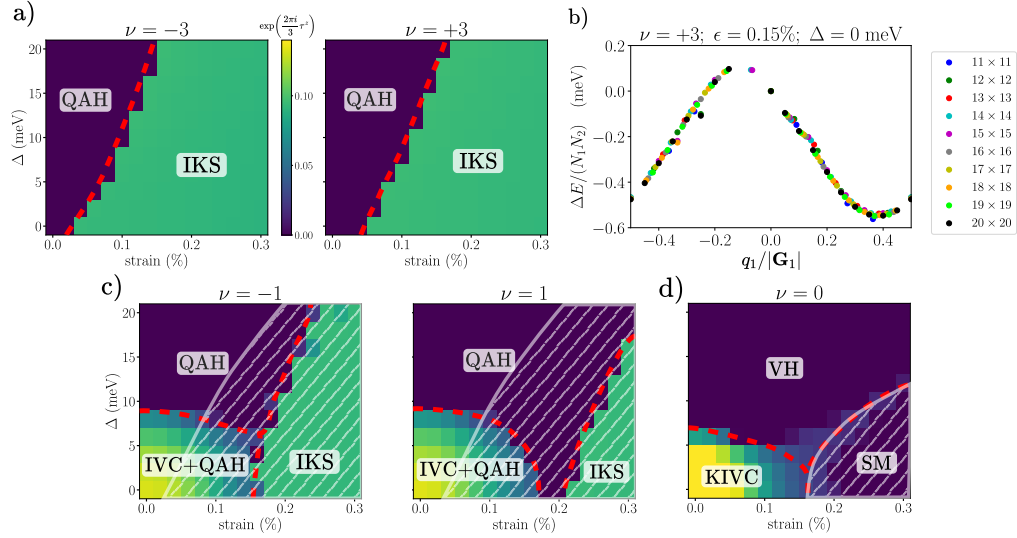 a)
ν = −3
ν = +3
exp(2πi/3 τᶻ)
20
15
10
5
0
Δ (meV)
QAH
IKS
0.0
0.1
0.2
0.3
strain (%)
0.10
0.05
0.00
QAH
IKS
0.0
0.1
0.2
0.3
strain (%)
b)
ν = +3; ϵ = 0.15%; Δ = 0 meV
0.2
0.0
−0.2
−0.4
−0.6
ΔE/(N₁N₂) (meV)
−0.4
−0.2
0.0
0.2
0.4
q₁/|G₁|
11 × 11
12 × 12
13 × 13
14 × 14
15 × 15
16 × 16
17 × 17
18 × 18
19 × 19
20 × 20
c)
ν = −1
20
15
10
5
0
Δ (meV)
QAH
IVC+QAH
IKS
0.0
0.1
0.2
0.3
strain (%)
ν = 1
QAH
IVC+QAH
IKS
0.0
0.1
0.2
0.3
strain (%)
d)
ν = 0
VH
KIVC
SM
0.0
0.1
0.2
0.3
strain (%)